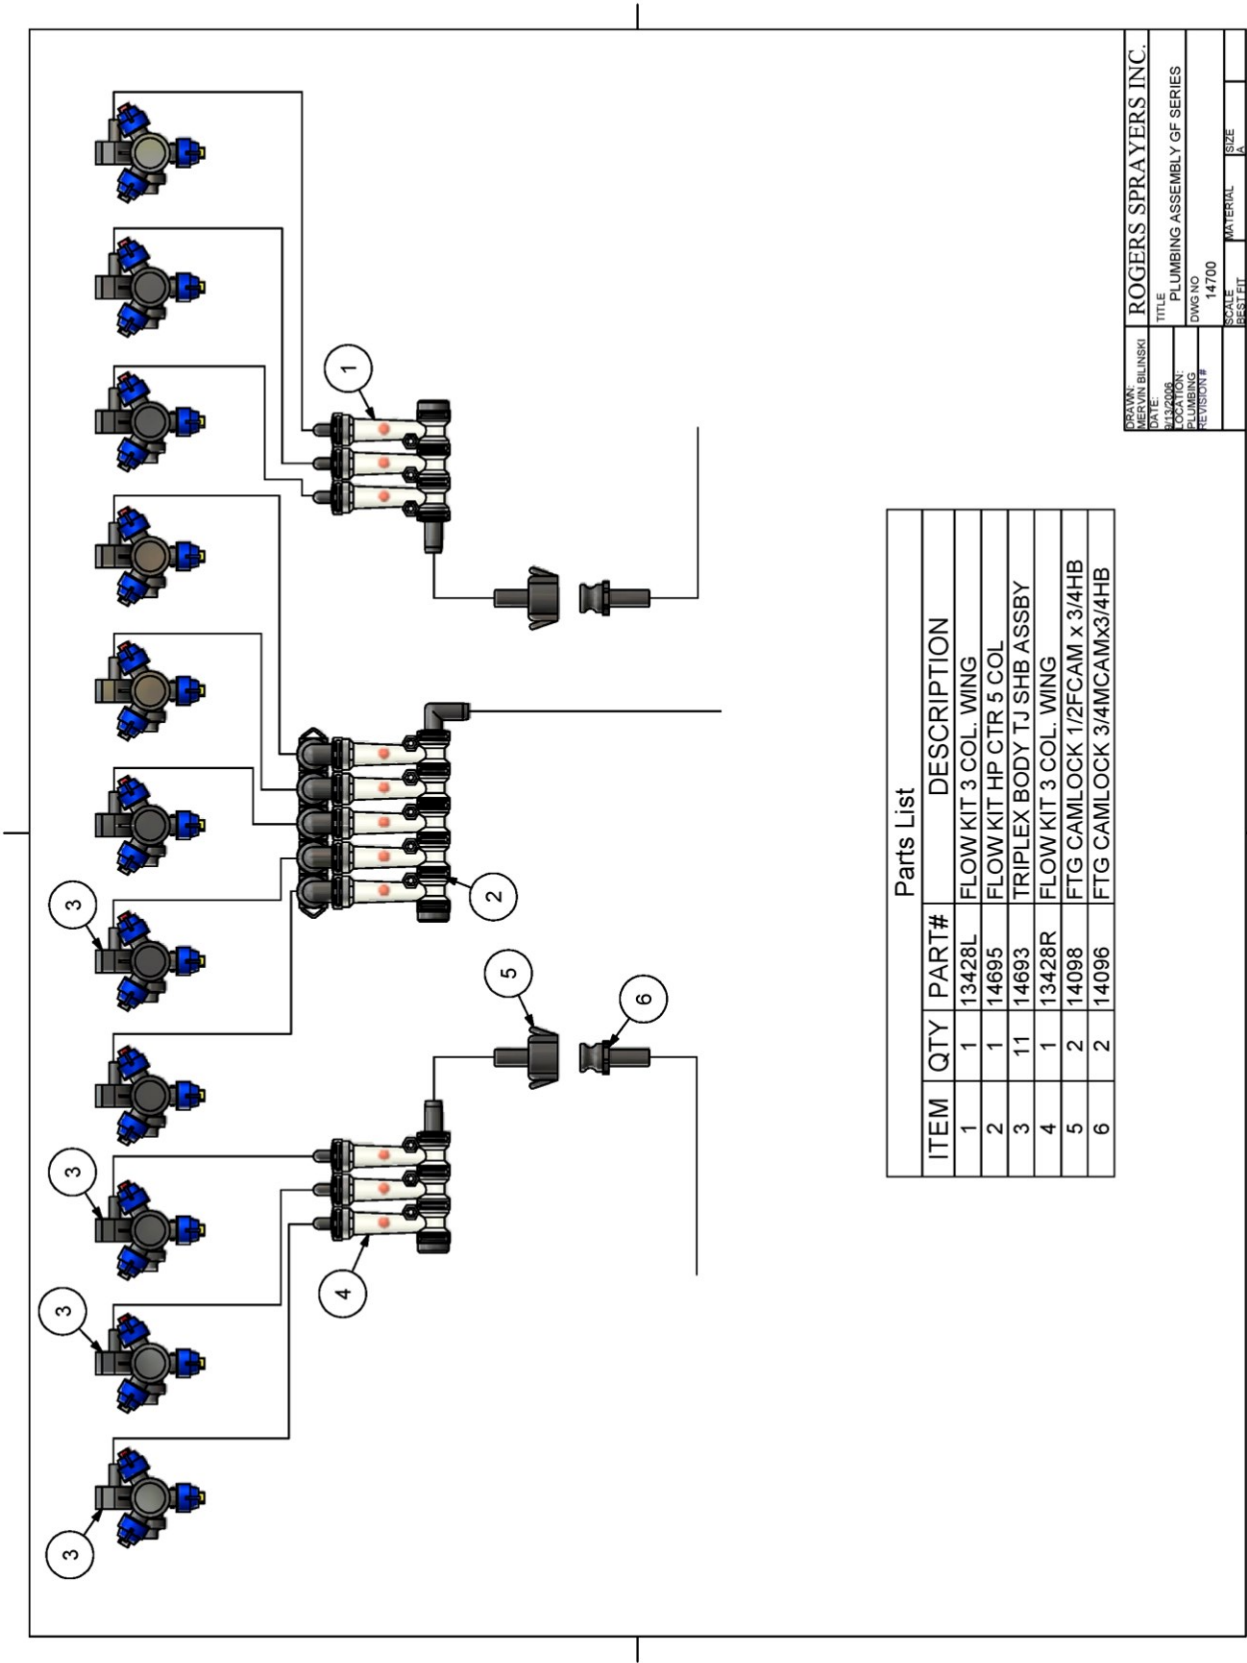 3
3
3
3
1
4
2
5
6
Parts List
ITEM QTY PART# DESCRIPTION
1 1 13428L FLOW KIT 3 COL. WING
2 1 14695 FLOW KIT HP CTR 5 COL
3 11 14693 TRIPLEX BODY TJ SHB ASSBY
4 1 13428R FLOW KIT 3 COL. WING
5 2 14098 FTG CAMLOCK 1/2FCAM x 3/4HB
6 2 14096 FTG CAMLOCK 3/4MCAMx3/4HB
DRAWN:
MERVIN BILINSKI
DATE:
9/13/2006
LOCATION:
PLUMBING
REVISION #
ROGERS SPRAYERS INC.
TITLE
PLUMBING ASSEMBLY GF SERIES
DWG NO
14700
SCALE
BEST FIT
MATERIAL
SIZE
A